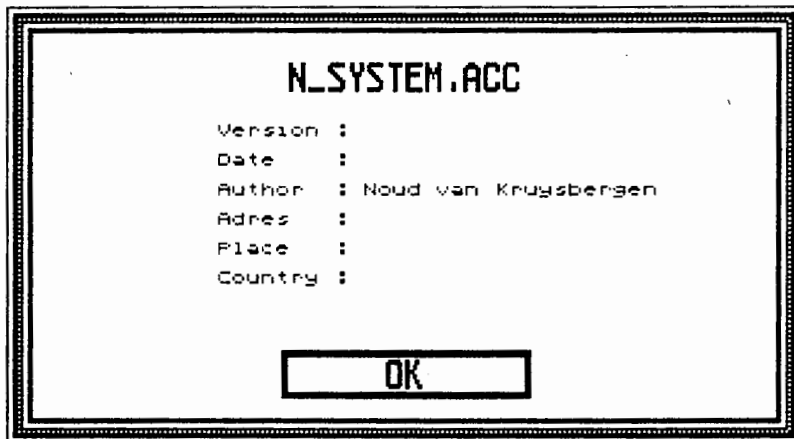 N_SYSTEM.ACC
Version :
Date :
Author : Noud van Kruysbergen
Adres :
Place :
Country :
OK